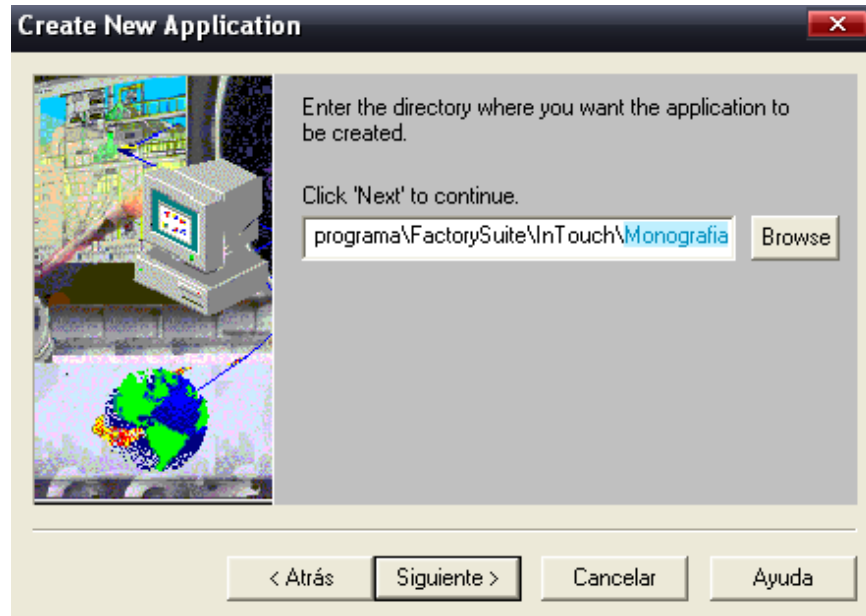 Create New Application
Enter the directory where you want the application to
be created.
Click 'Next' to continue.
programa\FactorySuite\InTouch\Monografia
Browse
< Atrás
Siguiente >
Cancelar
Ayuda